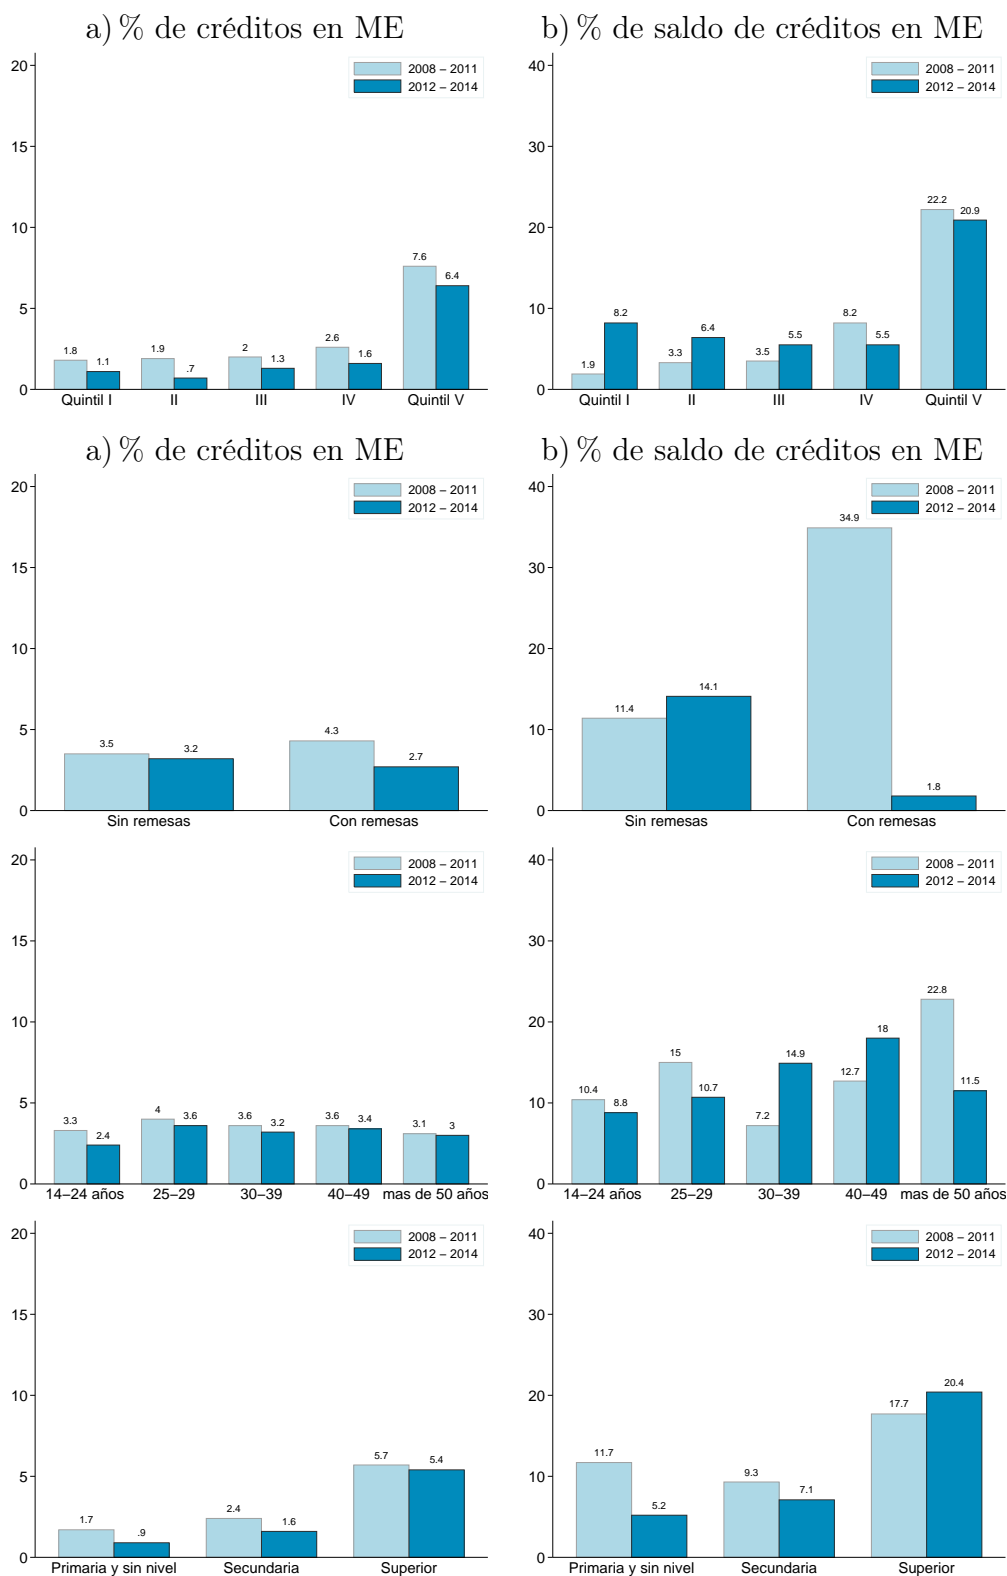 a) % de créditos en ME
20
15
10
5
0
2008 – 2011
2012 – 2014
1.8
1.1
1.9
.7
2
1.3
2.6
1.6
7.6
6.4
Quintil I
II
III
IV
Quintil V
b) % de saldo de créditos en ME
40
30
20
10
0
2008 – 2011
2012 – 2014
1.9
8.2
3.3
6.4
3.5
5.5
8.2
5.5
22.2
20.9
Quintil I
II
III
IV
Quintil V
a) % de créditos en ME
20
15
10
5
0
2008 – 2011
2012 – 2014
3.5
3.2
4.3
2.7
Sin remesas
Con remesas
b) % de saldo de créditos en ME
40
30
20
10
0
2008 – 2011
2012 – 2014
11.4
14.1
34.9
1.8
Sin remesas
Con remesas
20
15
10
5
0
2008 – 2011
2012 – 2014
3.3
2.4
4
3.6
3.6
3.2
3.6
3.4
3.1
3
14–24 años
25–29
30–39
40–49
mas de 50 años
40
30
20
10
0
2008 – 2011
2012 – 2014
10.4
8.8
15
10.7
7.2
14.9
12.7
18
22.8
11.5
14–24 años
25–29
30–39
40–49
mas de 50 años
20
15
10
5
0
2008 – 2011
2012 – 2014
1.7
.9
2.4
1.6
5.7
5.4
Primaria y sin nivel
Secundaria
Superior
40
30
20
10
0
2008 – 2011
2012 – 2014
11.7
5.2
9.3
7.1
17.7
20.4
Primaria y sin nivel
Secundaria
Superior